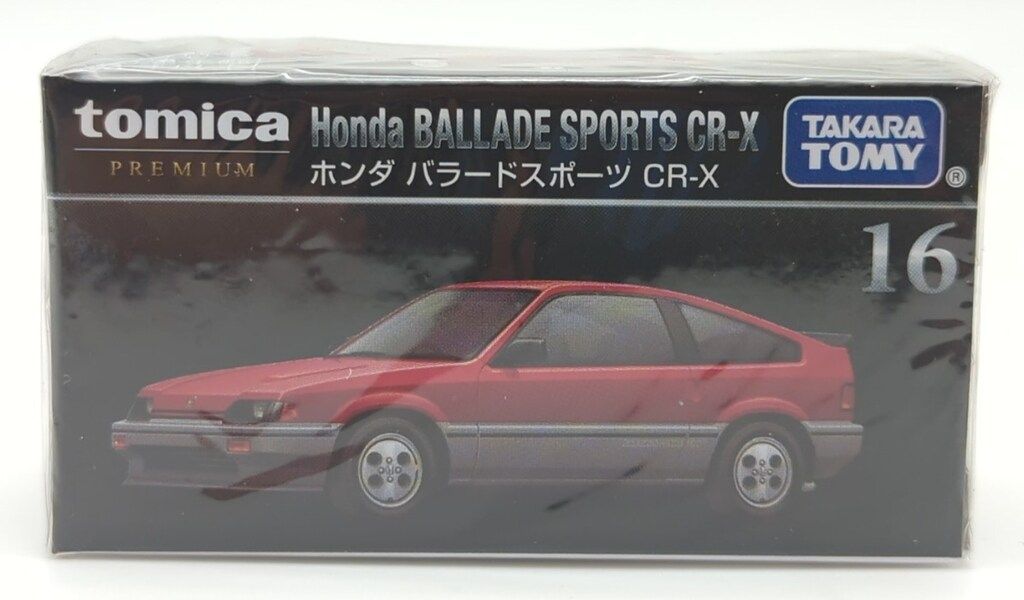 tomica
PREMIUM
Honda BALLADE SPORTS CR-X
ホンダ バラードスポーツ CR-X
TAKARA
TOMY
®
16